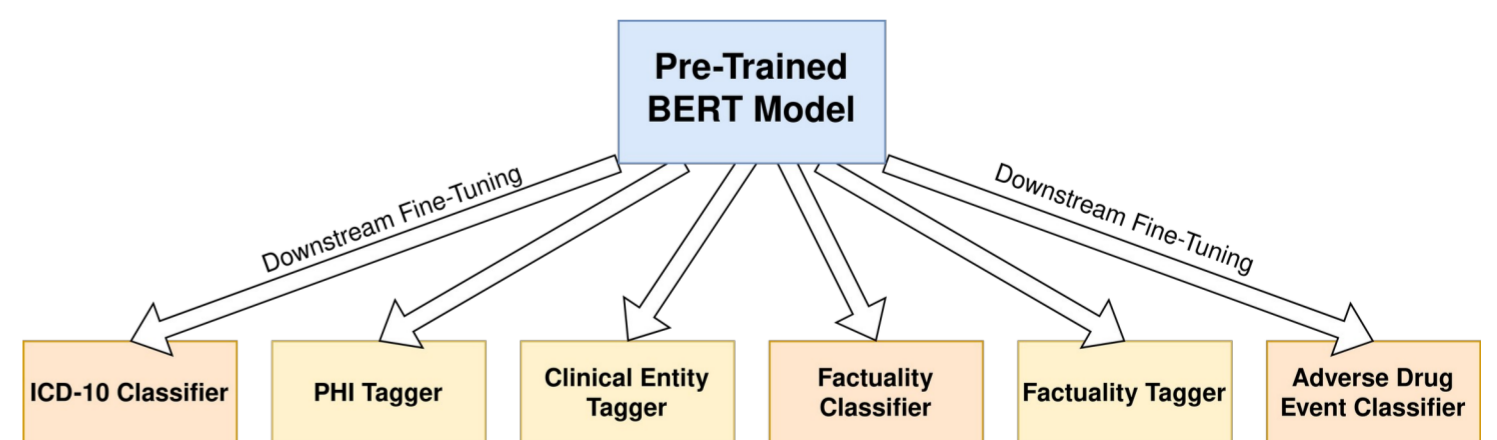 Pre-Trained
BERT Model
Downstream Fine-Tuning
Downstream Fine-Tuning
ICD-10 Classifier
PHI Tagger
Clinical Entity
Tagger
Factuality
Classifier
Factuality Tagger
Adverse Drug
Event Classifier